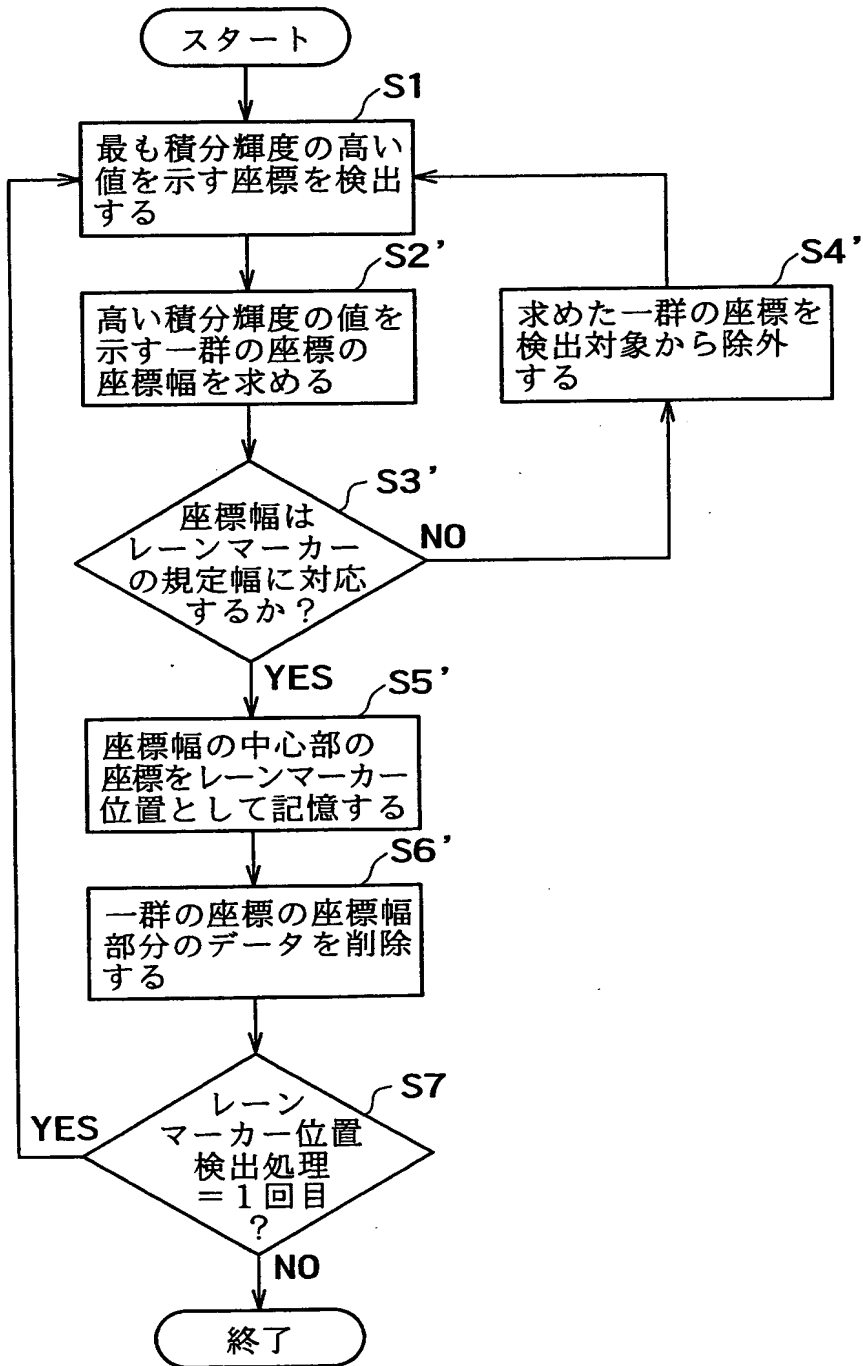 スタート
S1
最も積分輝度の高い
値を示す座標を検出
する
S2’
高い積分輝度の値を
示す一群の座標の
座標幅を求める
S4’
求めた一群の座標を
検出対象から除外
する
S3’
座標幅は
レーンマーカー
の規定幅に対応
するか？
NO
YES
S5’
座標幅の中心部の
座標をレーンマーカー
位置として記憶する
S6’
一群の座標の座標幅
部分のデータを削除
する
S7
レーン
マーカー位置
検出処理
＝１回目
？
YES
NO
終了